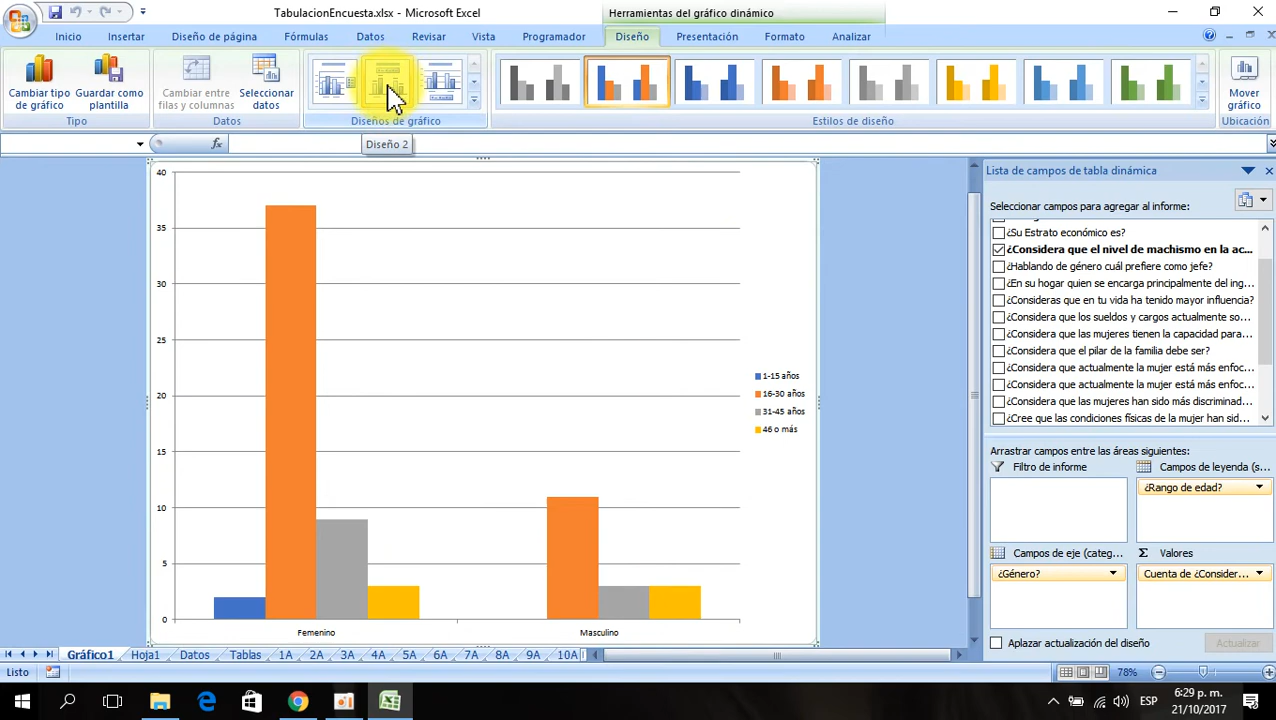 TabulacionEncuesta.xlsx - Microsoft Excel
Herramientas del gráfico dinámico
Inicio
Insertar
Diseño de página
Fórmulas
Datos
Revisar
Vista
Programador
Diseño
Presentación
Formato
Analizar
Cambiar tipo de gráfico
Guardar como plantilla
Cambiar entre filas y columnas
Seleccionar datos
Mover gráfico
Tipo
Datos
Diseños de gráfico
Estilos de diseño
Ubicación
Diseño 2
fx
40
35
30
25
20
15
10
5
0
Femenino
Masculino
1-15 años
16-30 años
31-45 años
46 o más
Lista de campos de tabla dinámica
Seleccionar campos para agregar al informe:
¿Su Estrato económico es?
¿Considera que el nivel de machismo en la ac...
¿Hablando de género cuál prefiere como jefe?
¿En su hogar quien se encarga principalmente del ing...
¿Consideras que en tu vida ha tenido mayor influencia?
¿Considera que los sueldos y cargos actualmente so...
¿Considera que las mujeres tienen la capacidad para...
¿Considera que el pilar de la familia debe ser?
¿Considera que actualmente la mujer está más enfoc...
¿Considera que actualmente la mujer está más enfoc...
¿Considera que las mujeres han sido más discriminad...
¿Cree que las condiciones físicas de la mujer han sid...
Arrastrar campos entre las áreas siguientes:
Filtro de informe
Campos de leyenda (s...
¿Rango de edad?
Campos de eje (categ...
Σ Valores
¿Género?
Cuenta de ¿Consider...
Aplazar actualización del diseño
Actualizar
Gráfico1
Hoja1
Datos
Tablas
1A
2A
3A
4A
5A
6A
7A
8A
9A
10A
Listo
78%
ESP
6:29 p. m.
21/10/2017